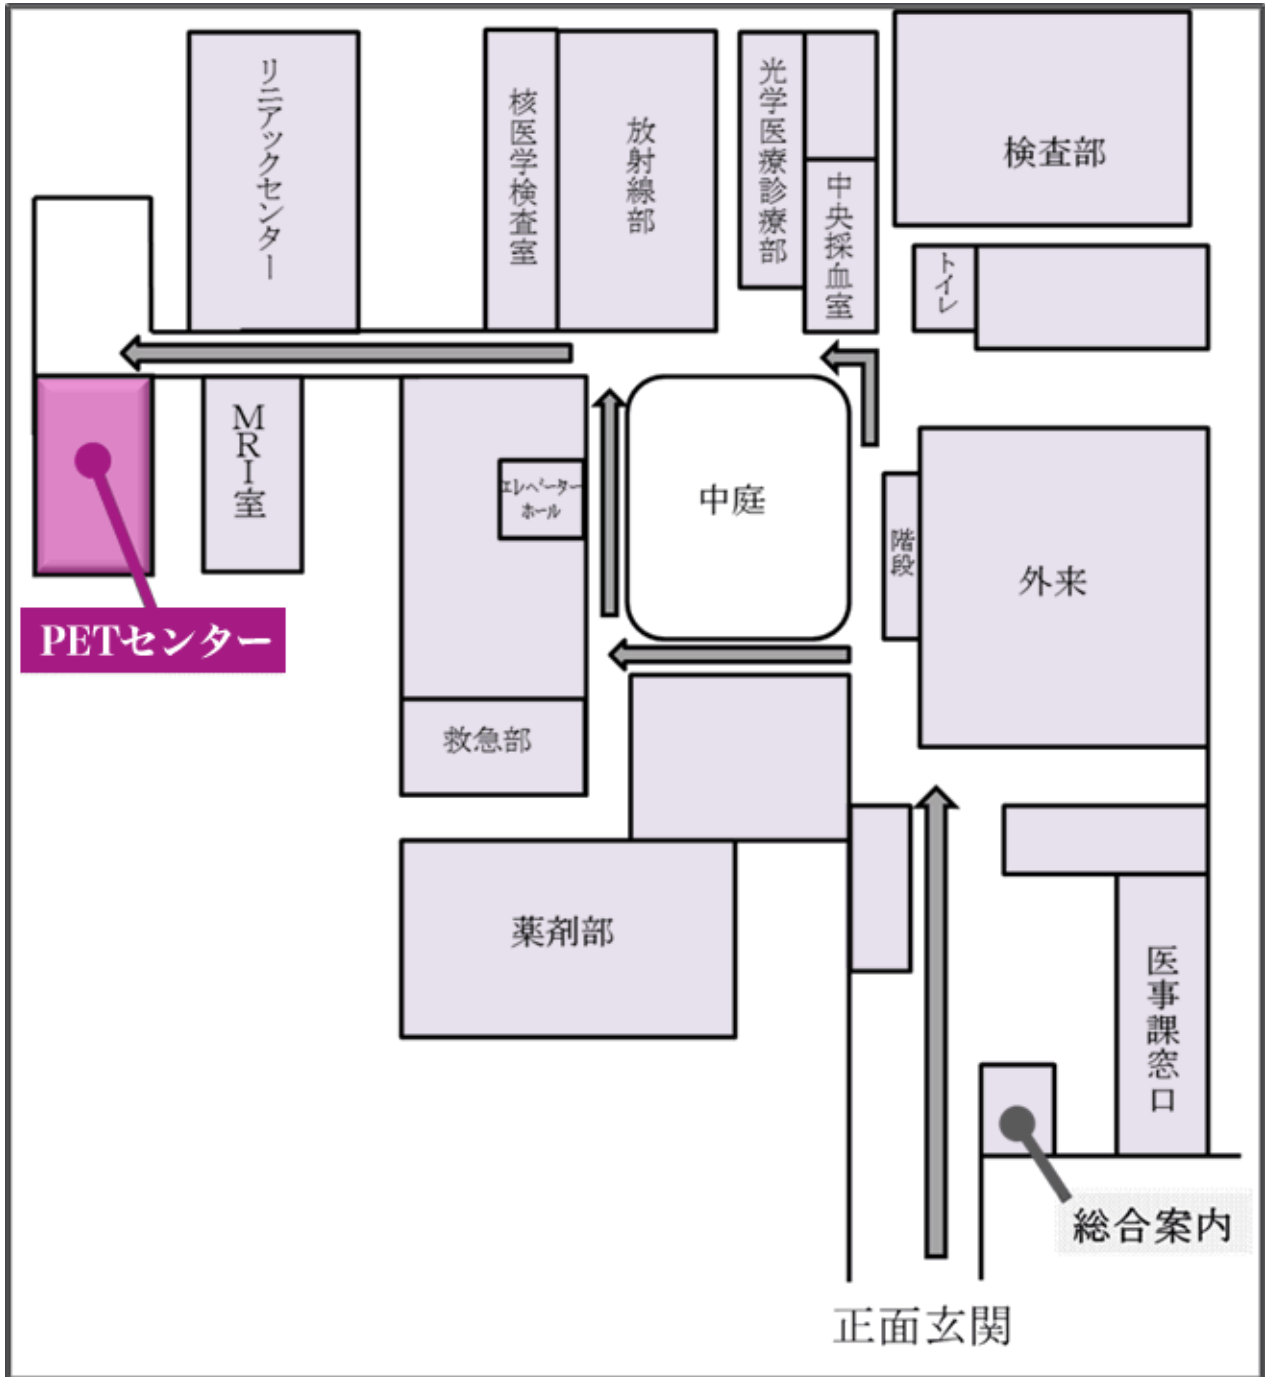 リニアックセンター
核医学検査室
放射線部
光学医療診療部
中央採血室
検査部
トイレ
MRI室
エレベーター
ホール
中庭
階段
外来
PETセンター
救急部
薬剤部
医事課窓口
総合案内
正面玄関